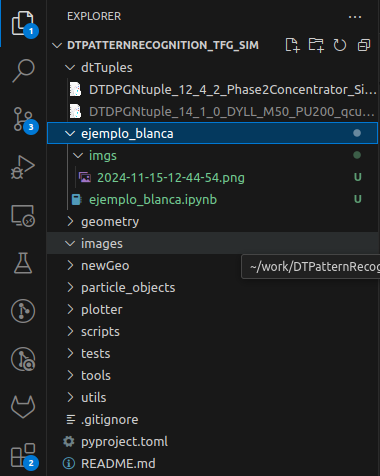 EXPLORER
DTPATTERNRECOGNITION_TFG_SIM
dtTuples
DTDPGNtuple_12_4_2_Phase2Concentrator_Si...
DTDPGNtuple_14_1_0_DYLL_M50_PU200_qcu...
ejemplo_blanca
imgs
2024-11-15-12-44-54.png U
ejemplo_blanca.ipynb U
geometry
images
newGeo
~/work/DTPatternRecog
particle_objects
plotter
scripts
tests
tools
utils
.gitignore
pyproject.toml
README.md
1
3
2